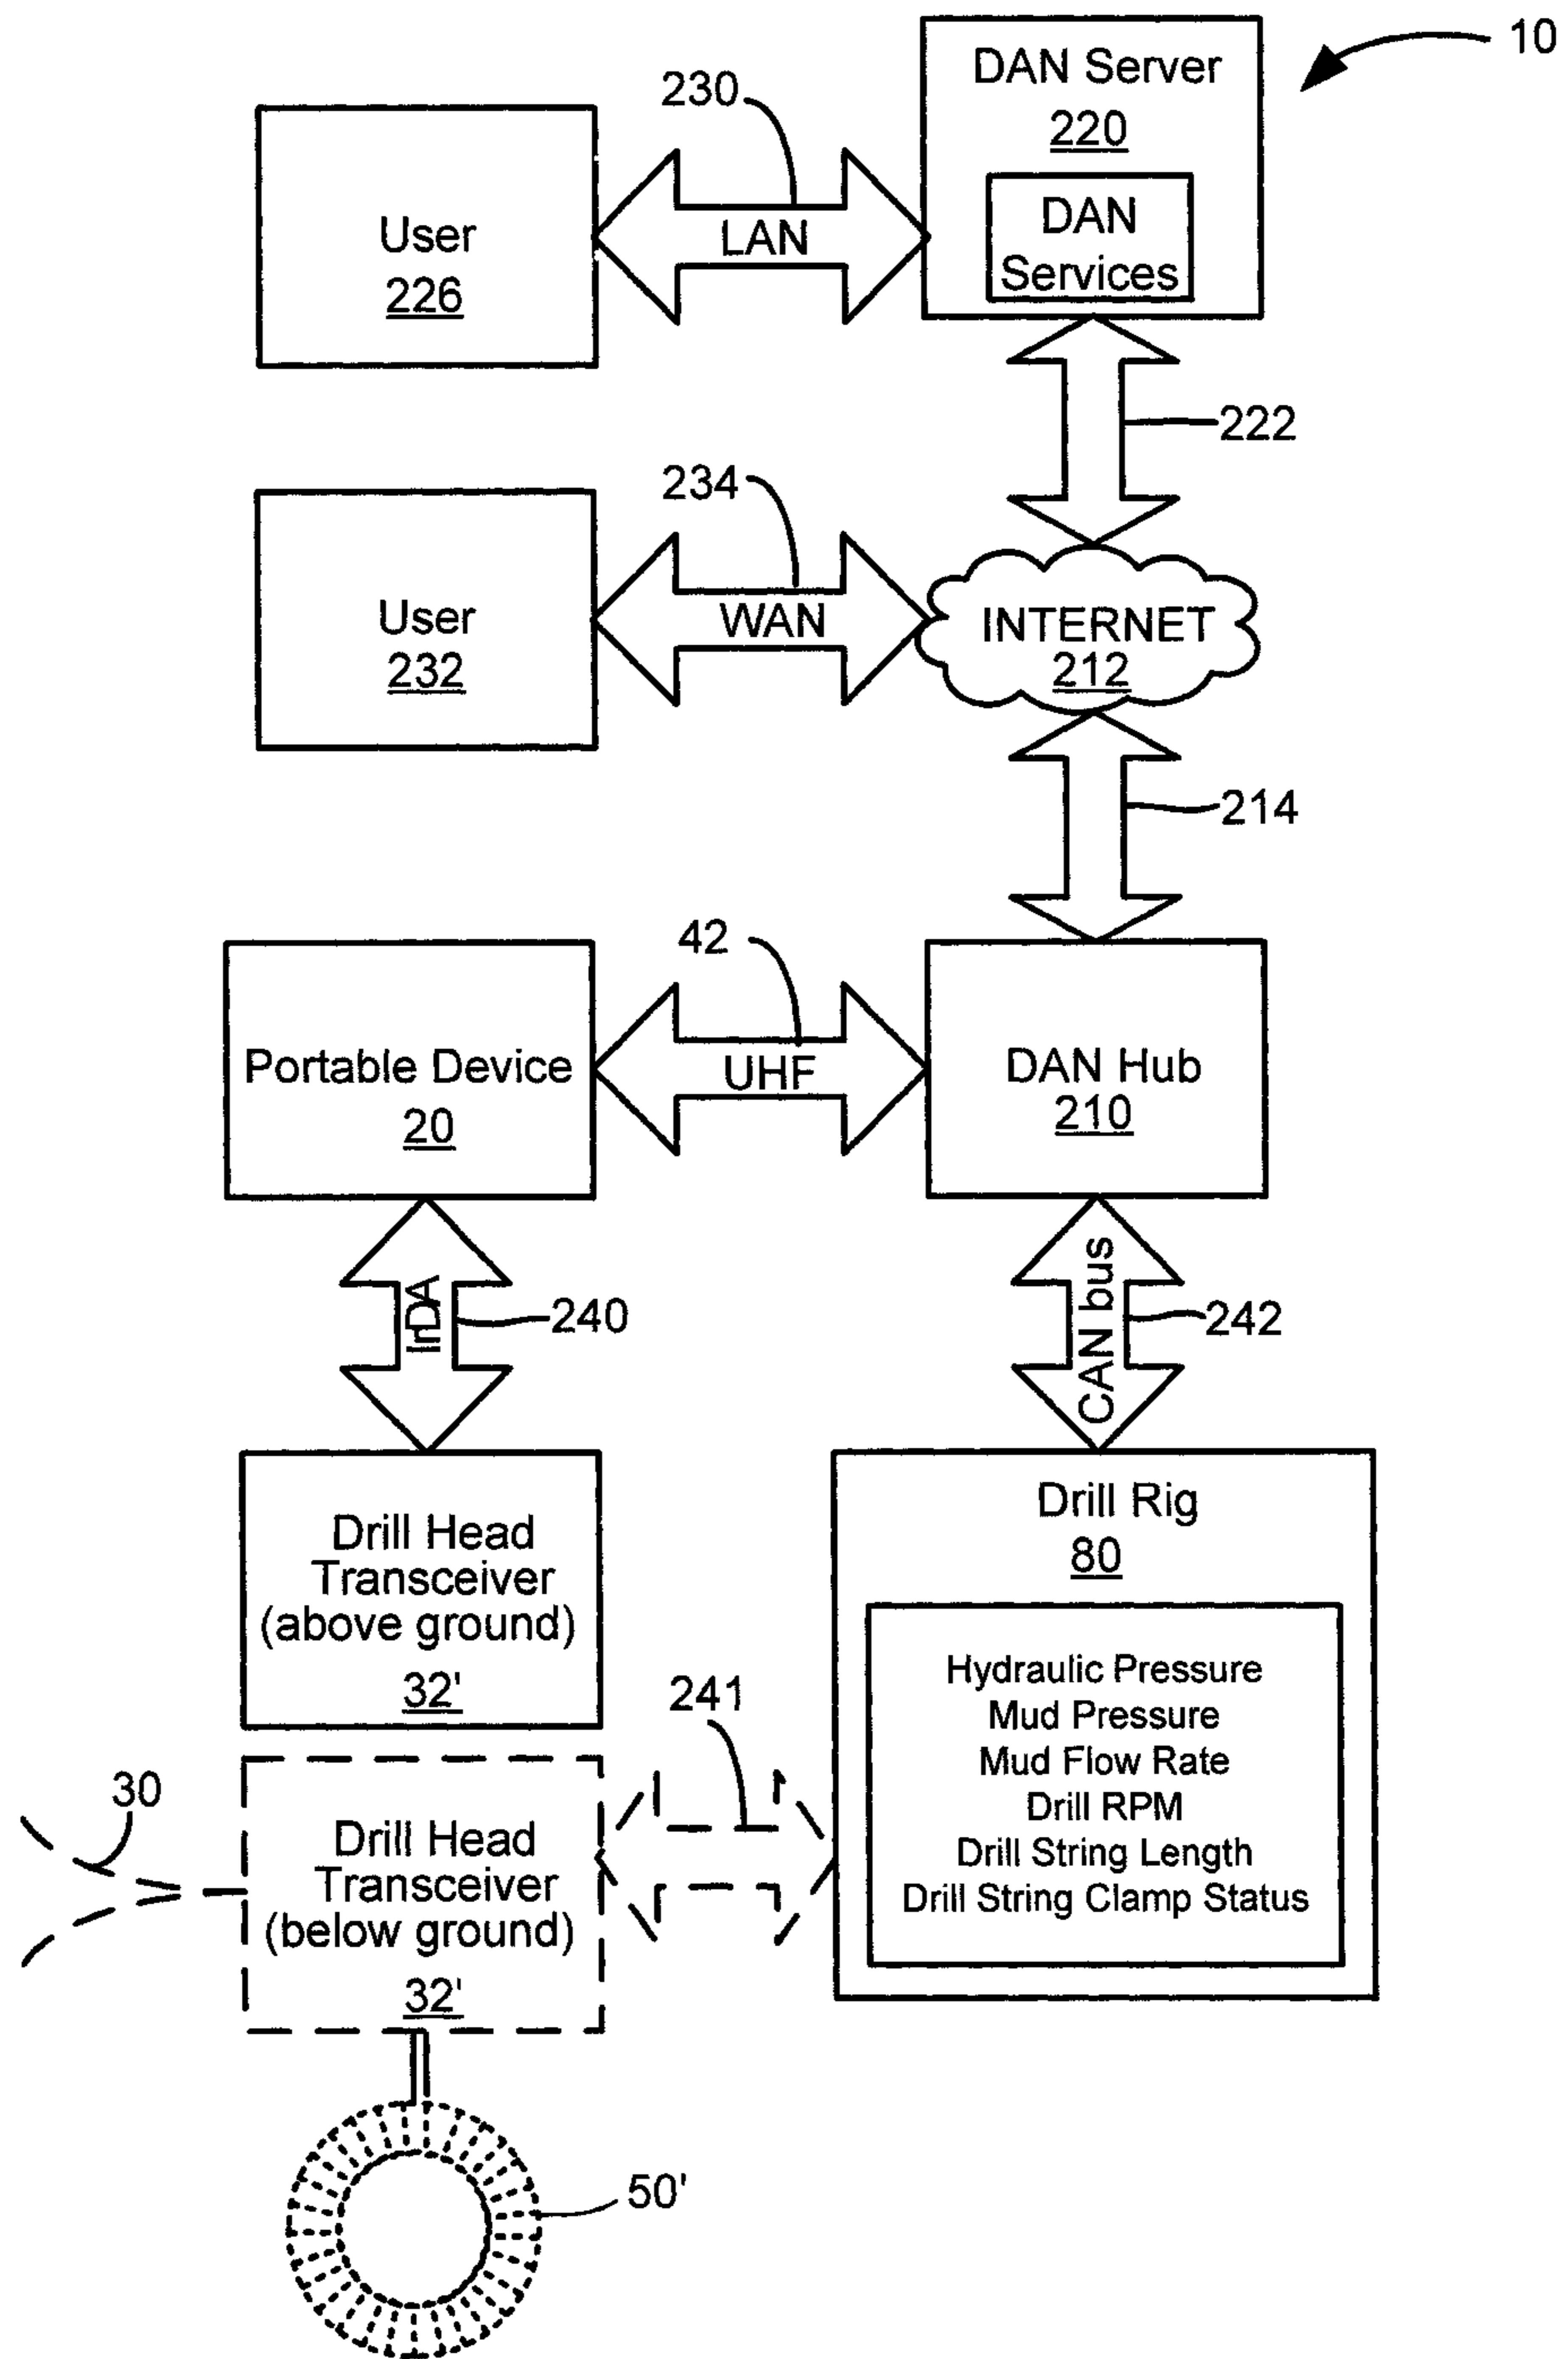 10
DAN Server
220
DAN
Services
230
LAN
User
226
222
234
WAN
User
232
INTERNET
212
214
42
UHF
Portable Device
20
DAN Hub
210
IrDA
240
CAN bus
242
Drill Head
Transceiver
(above ground)
32'
Drill Rig
80
Hydraulic Pressure
Mud Pressure
Mud Flow Rate
Drill RPM
Drill String Length
Drill String Clamp Status
241
30
Drill Head
Transceiver
(below ground)
32'
50'